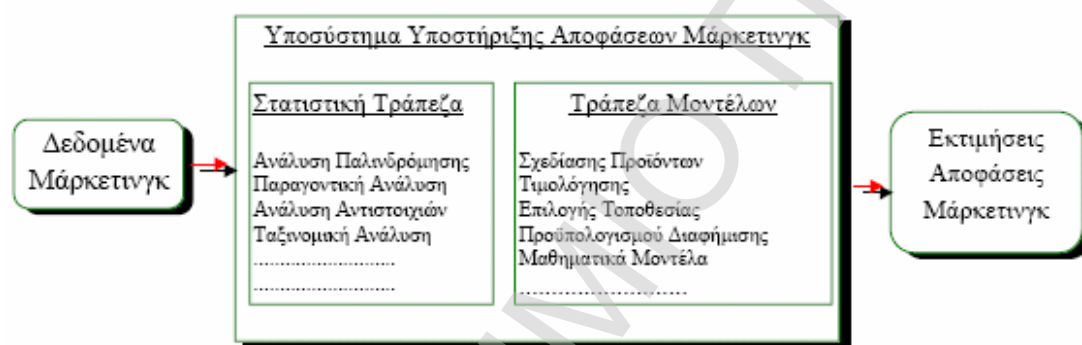 Υποσύστημα Υποστήριξης Αποφάσεων Μάρκετινγκ
Δεδομένα
Μάρκετινγκ
Στατιστική Τράπεζα
Ανάλυση Παλινδρόμησης
Παραγοντική Ανάλυση
Ανάλυση Αντιστοιχιών
Ταξινομική Ανάλυση
................................
................................
Τράπεζα Μοντέλων
Σχεδίασης Προϊόντων
Τιμολόγησης
Επιλογής Τοποθεσίας
Προϋπολογισμού Διαφήμισης
Μαθηματικά Μοντέλα
......................................
Εκτιμήσεις
Αποφάσεις
Μάρκετινγκ